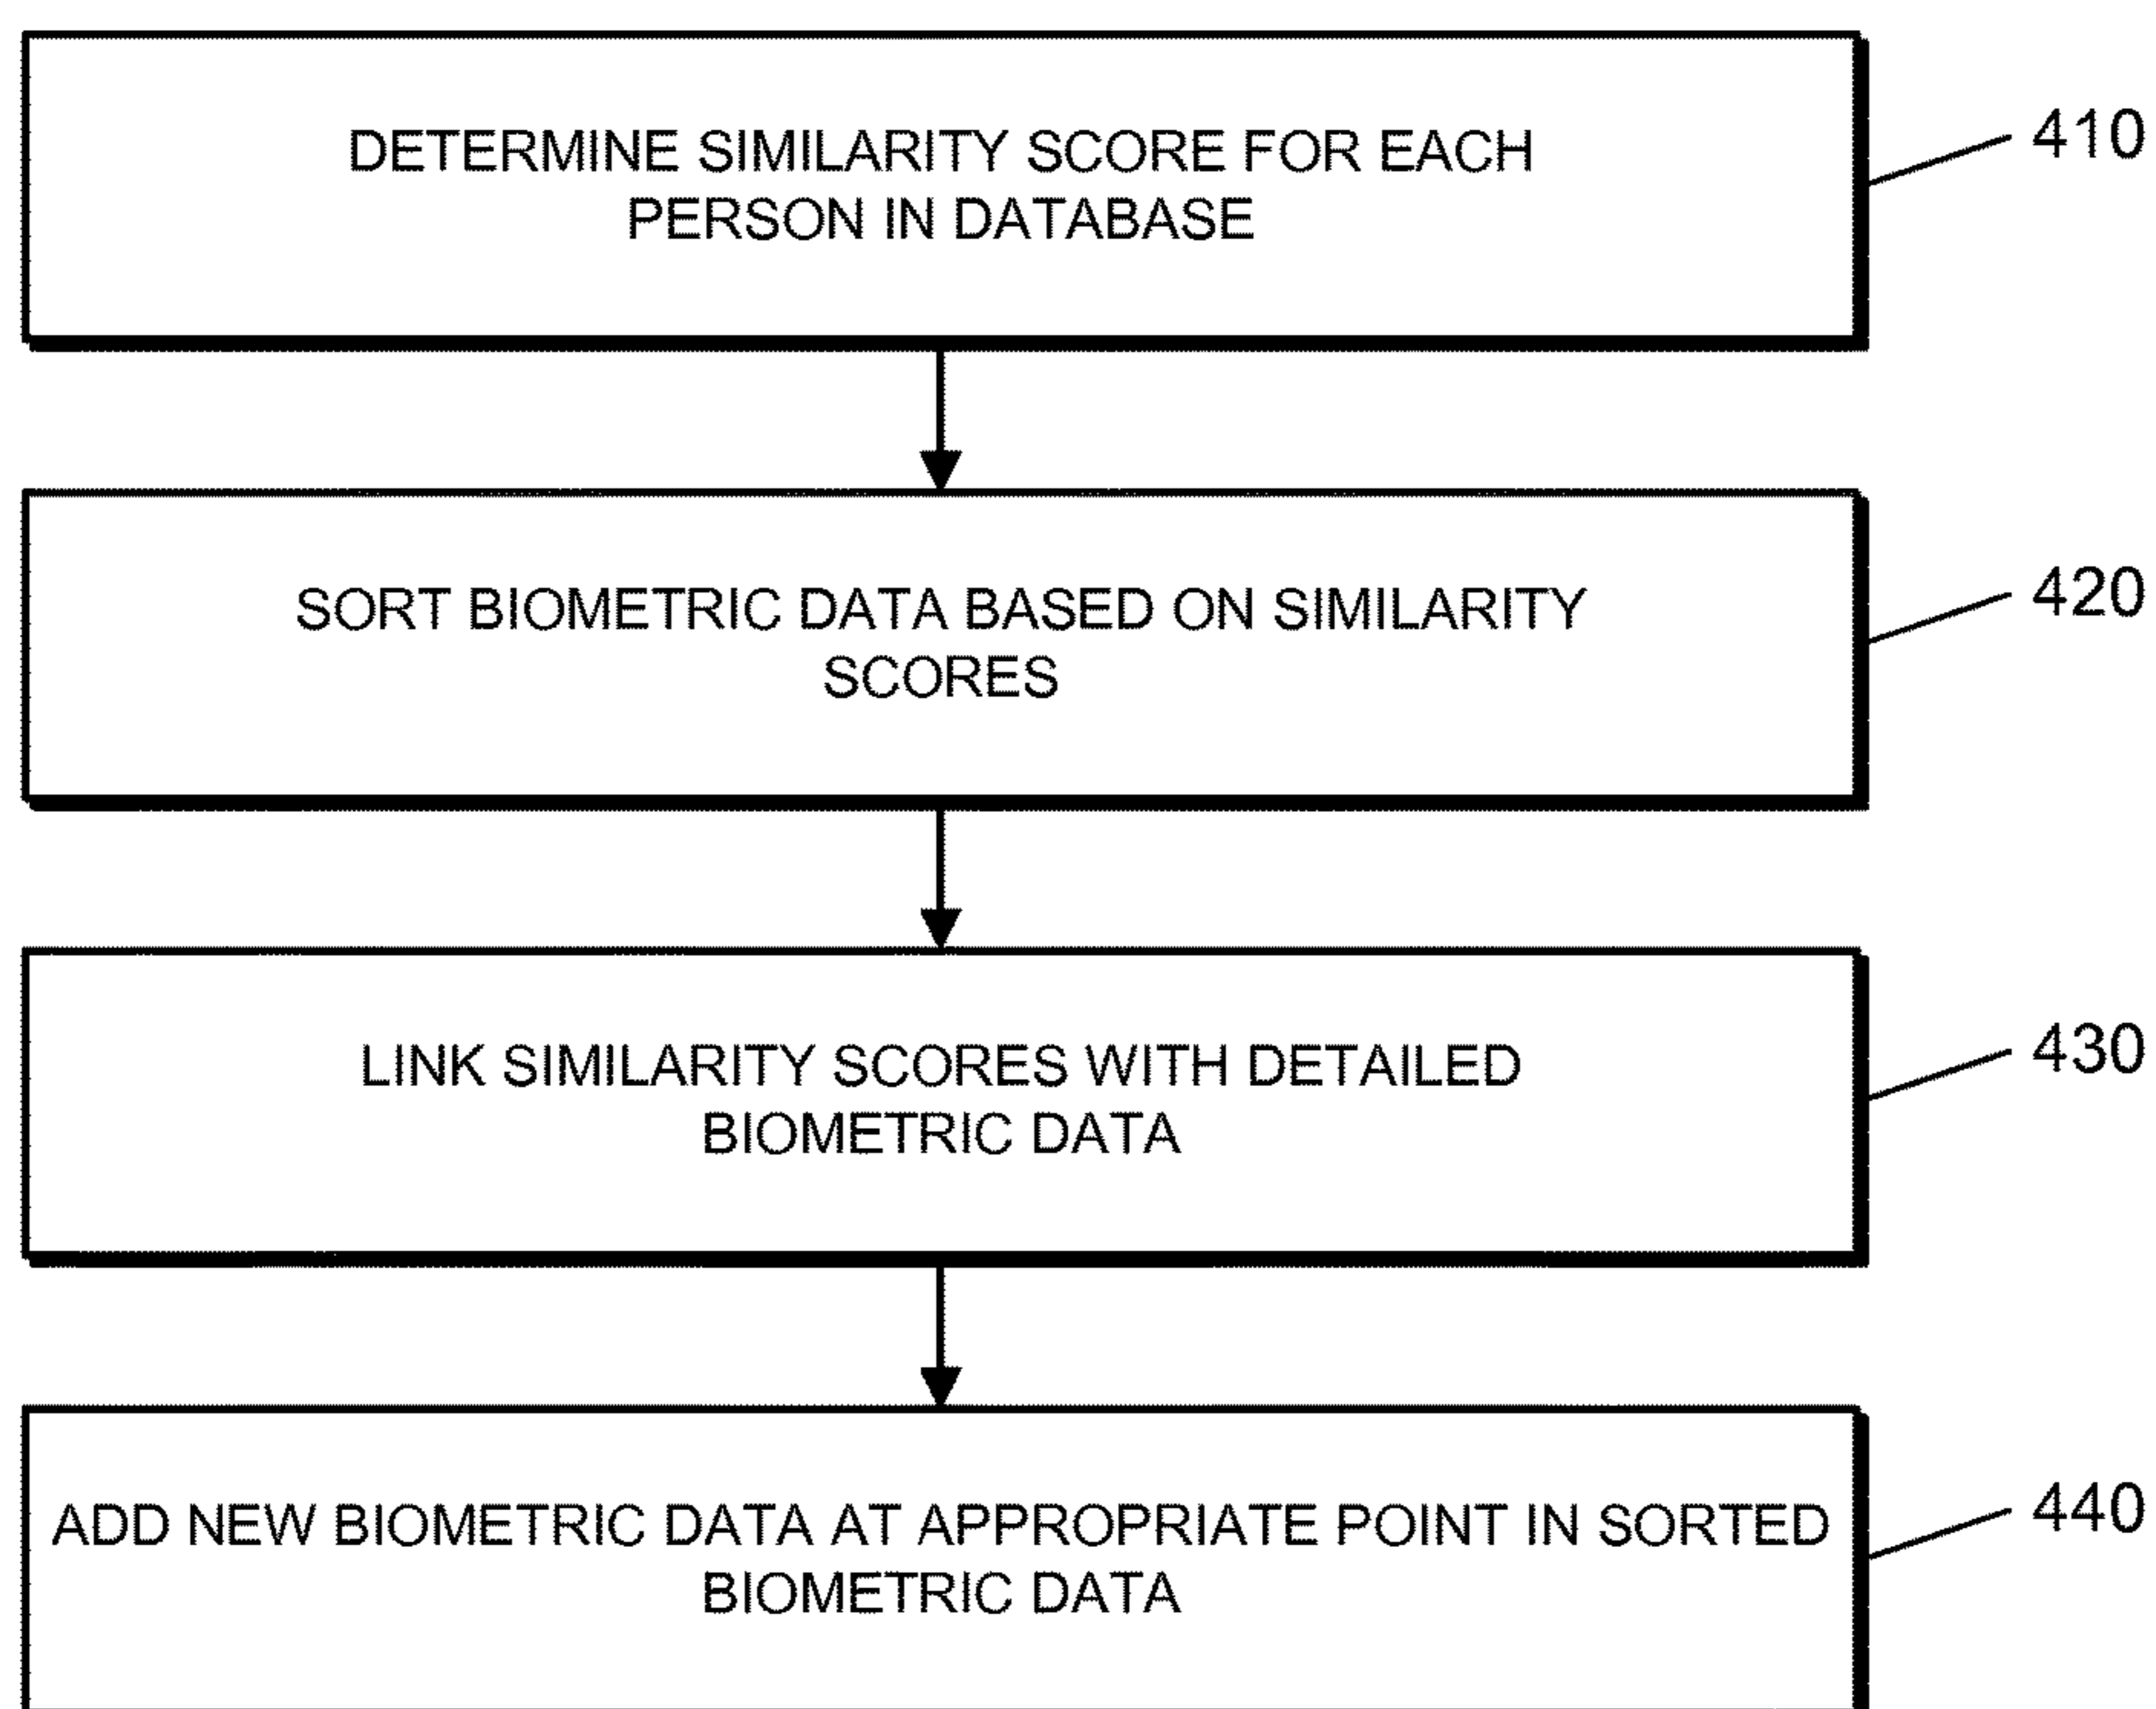 DETERMINE SIMILARITY SCORE FOR EACH
PERSON IN DATABASE
410
SORT BIOMETRIC DATA BASED ON SIMILARITY
SCORES
420
LINK SIMILARITY SCORES WITH DETAILED
BIOMETRIC DATA
430
ADD NEW BIOMETRIC DATA AT APPROPRIATE POINT IN SORTED
BIOMETRIC DATA
440